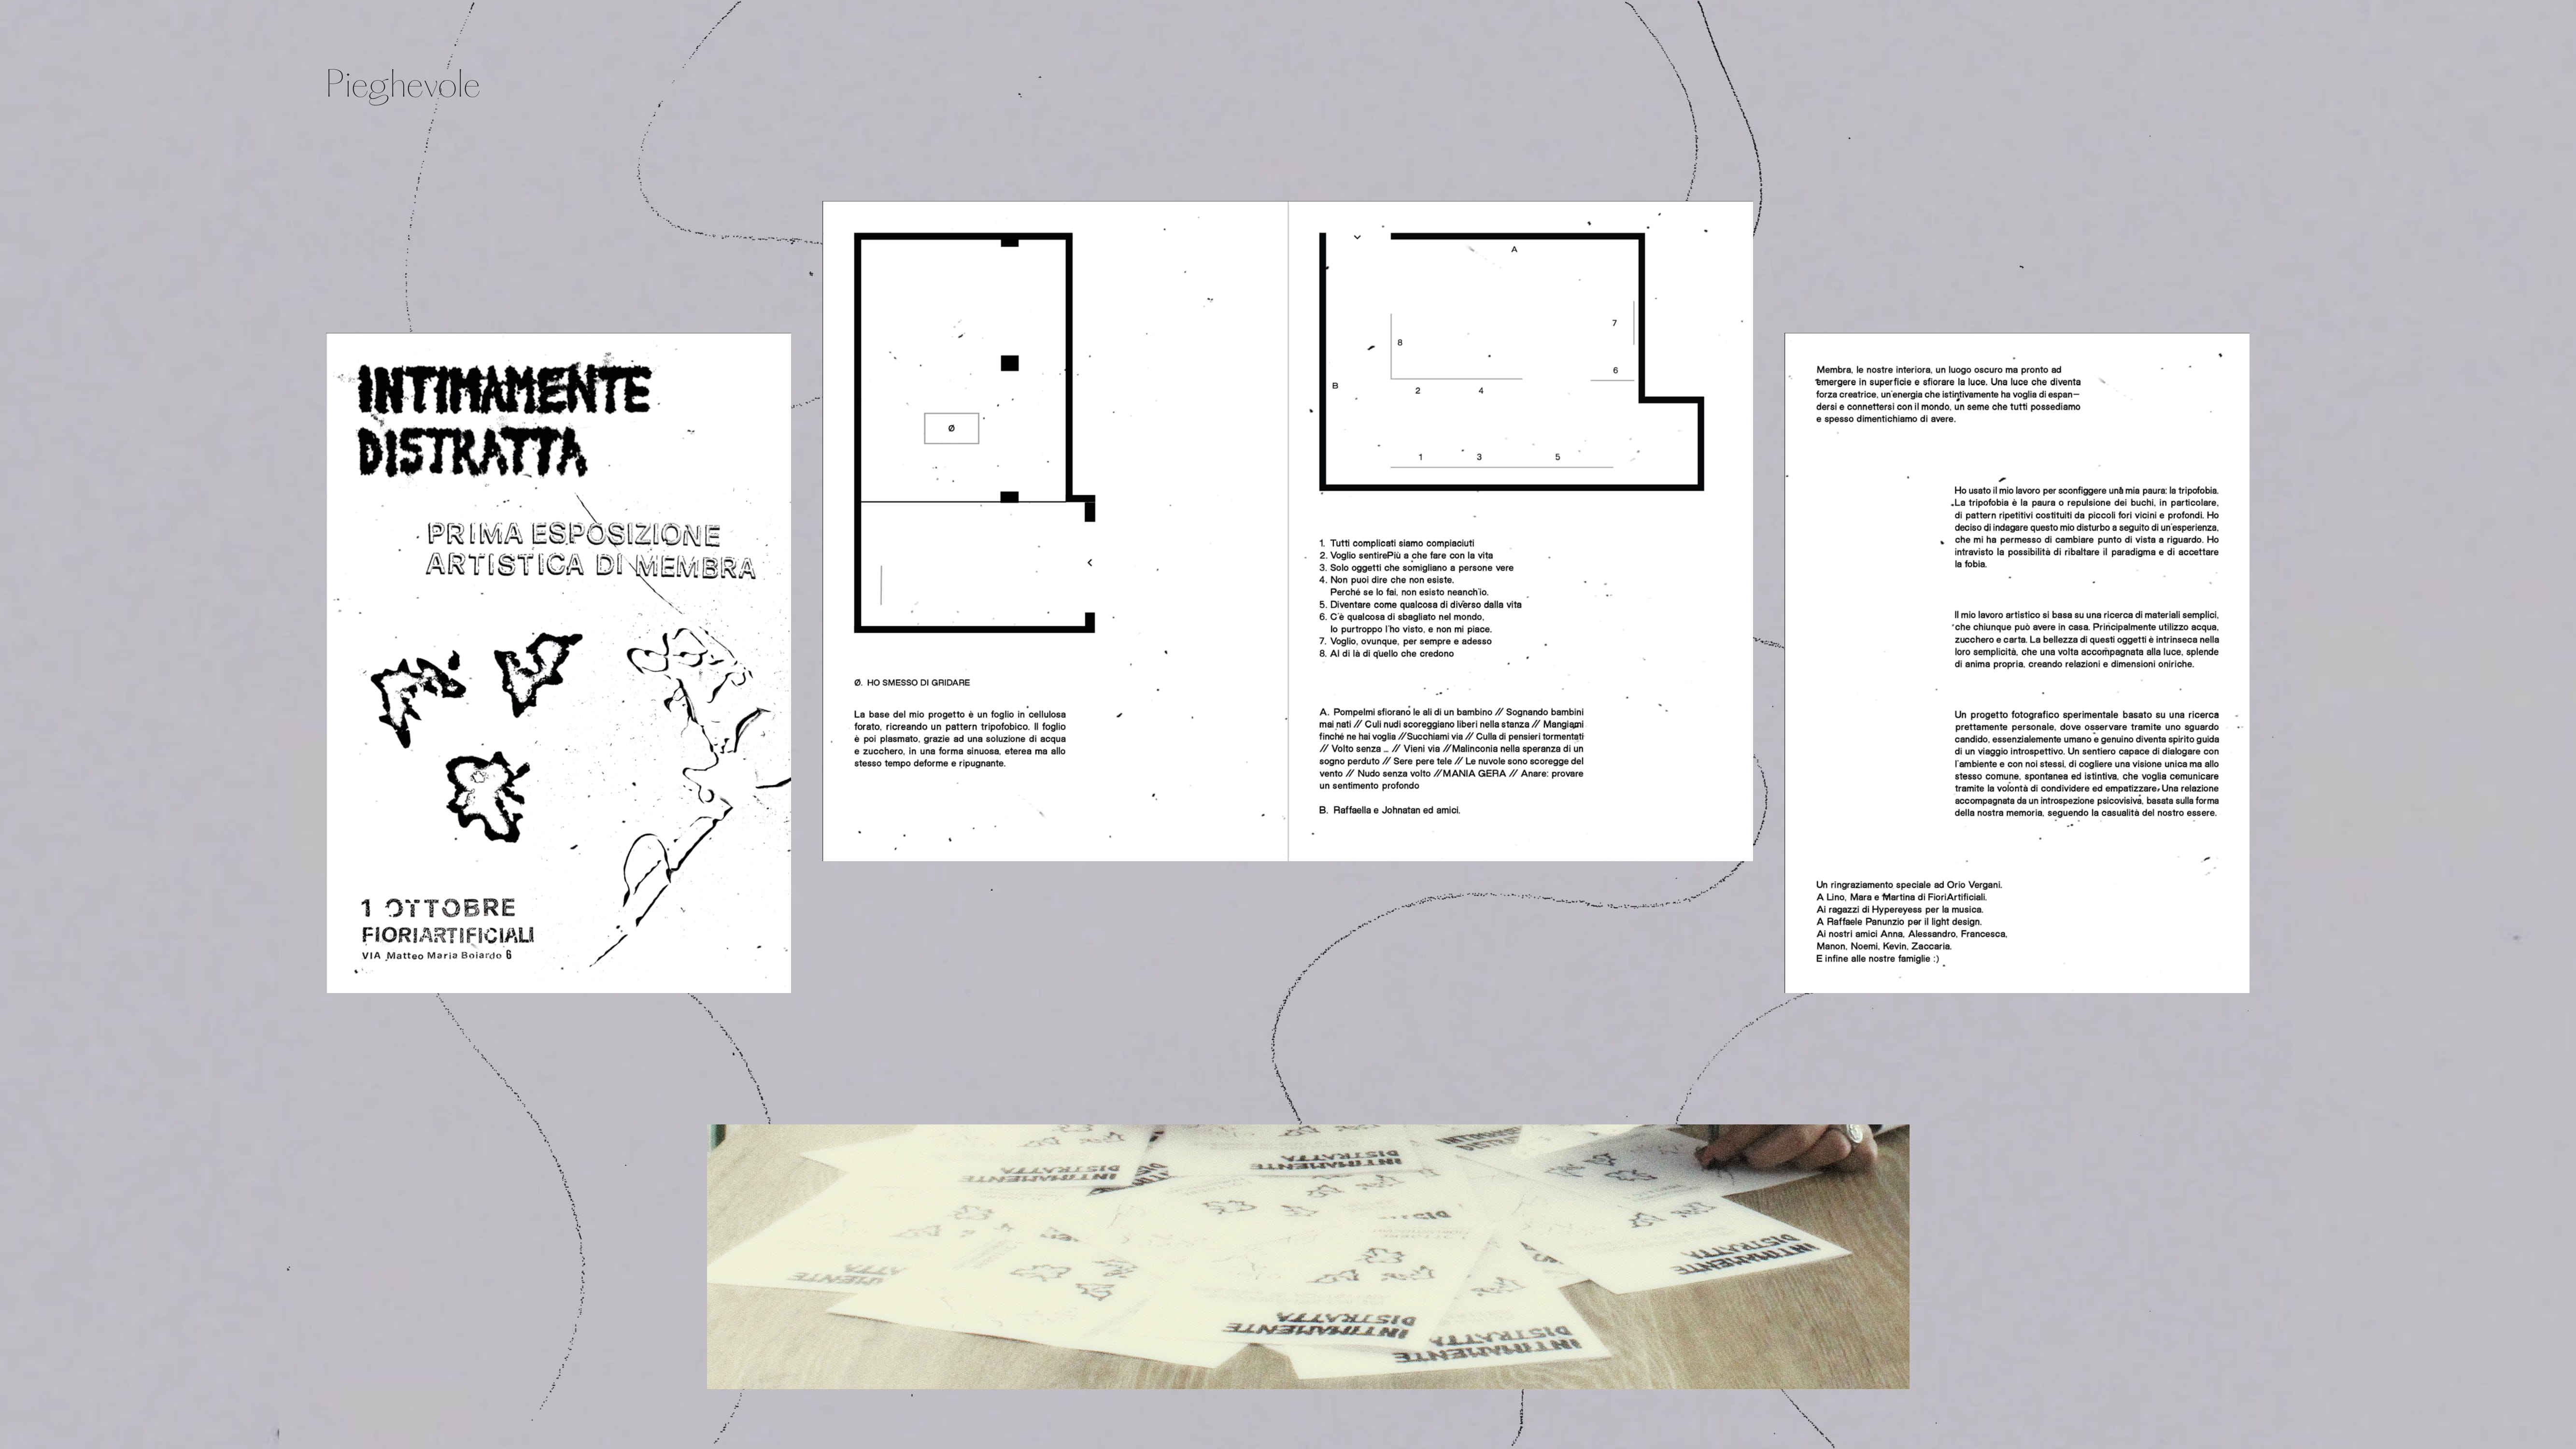 Pieghevole
INTIMAMENTE
DISTRATTA
PRIMA ESPOSIZIONE
ARTISTICA DI MEMBRA
1 OTTOBRE
FIORIARTIFICIALI
VIA Matteo Maria Boiardo 6
Ø
Ø. HO SMESSO DI GRIDARE
La base del mio progetto è un foglio in cellulosa
forato, ricreando un pattern tripofobico. Il foglio
è poi plasmato, grazie ad una soluzione di acqua
e zucchero, in una forma sinuosa, eterea ma allo
stesso tempo deforme e ripugnante.
A
7
8
6
B
2 4
1 3 5
1. Tutti complicati siamo compiaciuti
2. Voglio sentirePiù a che fare con la vita
3. Solo oggetti che somigliano a persone vere
4. Non puoi dire che non esiste.
Perché se lo fai, non esisto neanch'io.
5. Diventare come qualcosa di diverso dalla vita
6. C'è qualcosa di sbagliato nel mondo,
Io purtroppo l'ho visto, e non mi piace.
7. Voglio, ovunque, per sempre e adesso
8. Al di là di quello che credono
A. Pompelmi sfiorano le ali di un bambino // Sognando bambini
mai nati // Culi nudi scoreggiano liberi nella stanza // Mangiami
finché ne hai voglia //Succhiami via // Culla di pensieri tormentati
// Volto senza ... // Vieni via //Malinconia nella speranza di un
sogno perduto // Sere pere tele // Le nuvole sono scoregge del
vento // Nudo senza volto //MANIA GERA // Anare: provare
un sentimento profondo
B. Raffaella e Johnatan ed amici.
Membra, le nostre interiora, un luogo oscuro ma pronto ad
emergere in superficie e sfiorare la luce. Una luce che diventa
forza creatrice, un'energia che istintivamente ha voglia di espan–
dersi e connettersi con il mondo, un seme che tutti possediamo
e spesso dimentichiamo di avere.
Ho usato il mio lavoro per sconfiggere una mia paura: la tripofobia.
La tripofobia è la paura o repulsione dei buchi, in particolare,
di pattern ripetitivi costituiti da piccoli fori vicini e profondi. Ho
deciso di indagare questo mio disturbo a seguito di un'esperienza,
che mi ha permesso di cambiare punto di vista a riguardo. Ho
intravisto la possibilità di ribaltare il paradigma e di accettare
la fobia.
Il mio lavoro artistico si basa su una ricerca di materiali semplici,
che chiunque può avere in casa. Principalmente utilizzo acqua,
zucchero e carta. La bellezza di questi oggetti è intrinseca nella
loro semplicità, che una volta accompagnata alla luce, splende
di anima propria, creando relazioni e dimensioni oniriche.
Un progetto fotografico sperimentale basato su una ricerca
prettamente personale, dove osservare tramite uno sguardo
candido, essenzialemente umano e genuino diventa spirito guida
di un viaggio introspettivo. Un sentiero capace di dialogare con
l'ambiente e con noi stessi, di cogliere una visione unica ma allo
stesso comune, spontanea ed istintiva, che voglia comunicare
tramite la volontà di condividere ed empatizzare. Una relazione
accompagnata da un introspezione psicovisiva, basata sulla forma
della nostra memoria, seguendo la casualità del nostro essere.
Un ringraziamento speciale ad Orio Vergani.
A Lino, Mara e Martina di FioriArtificiali.
Ai ragazzi di Hypereyess per la musica.
A Raffaele Panunzio per il light design.
Ai nostri amici Anna, Alessandro, Francesca,
Manon, Noemi, Kevin, Zaccaria.
E infine alle nostre famiglie :)
INTIMAMENTE
DISTRATTA
INTIMAMENTE
DISTRATTA
INTIMAMENTE
DISTRATTA
INTIMAMENTE
DISTRATTA
INTIMAMENTE
DISTRATTA